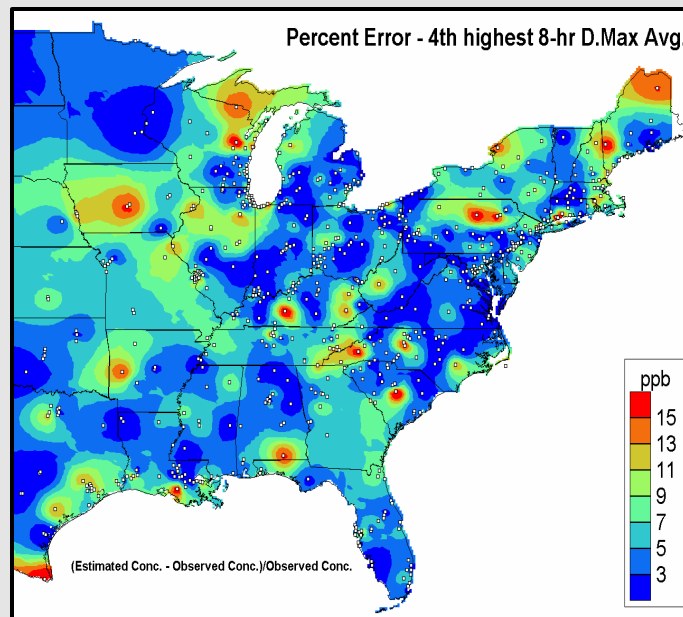 Percent Error - 4th highest 8-hr D.Max Avg.
ppb
15
13
11
9
7
5
3
(Estimated Conc. - Observed Conc.)/Observed Conc.